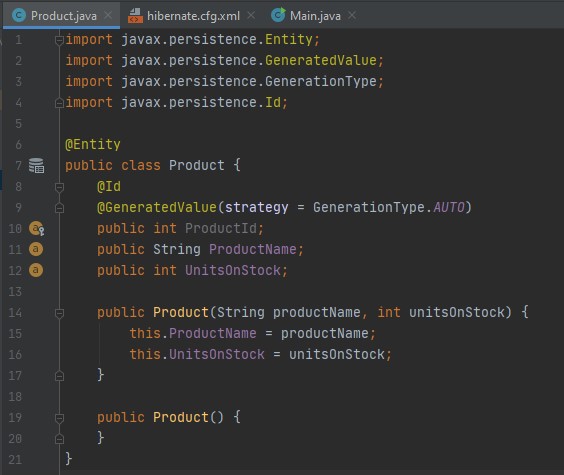 Product.java × hibernate.cfg.xml × Main.java ×
1 import javax.persistence.Entity;
2 import javax.persistence.GeneratedValue;
3 import javax.persistence.GenerationType;
4 import javax.persistence.Id;
5
6 @Entity
7 public class Product {
8     @Id
9     @GeneratedValue(strategy = GenerationType.AUTO)
10     public int ProductId;
11     public String ProductName;
12     public int UnitsOnStock;
13
14     public Product(String productName, int unitsOnStock) {
15         this.ProductName = productName;
16         this.UnitsOnStock = unitsOnStock;
17     }
18
19     public Product() {
20     }
21 }